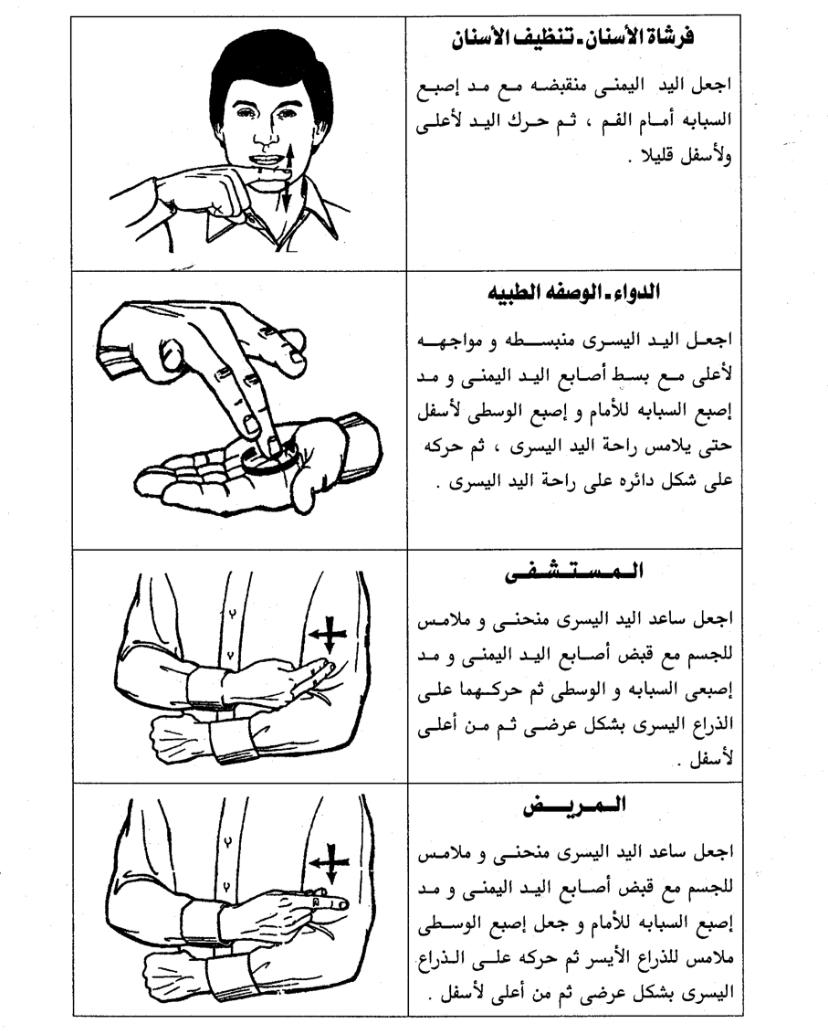 فرشاة الأسنان ـ تنظيف الأسنان
اجعل اليد اليمنى منقبضه مع مد إصبع
السبابه أمام الفم ، ثم حرك اليد لأعلى
ولأسفل قليلا .
الدواء ـ الوصفه الطبيه
اجعل اليد اليسرى منبسطه و مواجهه
لأعلى مع بسط أصابع اليد اليمنى و مد
إصبع السبابه للأمام و إصبع الوسطى لأسفل
حتى يلامس راحة اليد اليسرى ، ثم حركه
على شكل دائره على راحة اليد اليسرى .
المستشفى
اجعل ساعد اليد اليسرى منحنى و ملامس
للجسم مع قبض أصابع اليد اليمنى و مد
إصبعى السبابه و الوسطى ثم حركهما على
الذراع اليسرى بشكل عرضى ثم من أعلى
لأسفل .
المريض
اجعل ساعد اليد اليسرى منحنى و ملامس
للجسم مع قبض أصابع اليد اليمنى و مد
إصبع السبابه للأمام و جعل إصبع الوسطى
ملامس للذراع الأيسر ثم حركه على الذراع
اليسرى بشكل عرضى ثم من أعلى لأسفل .